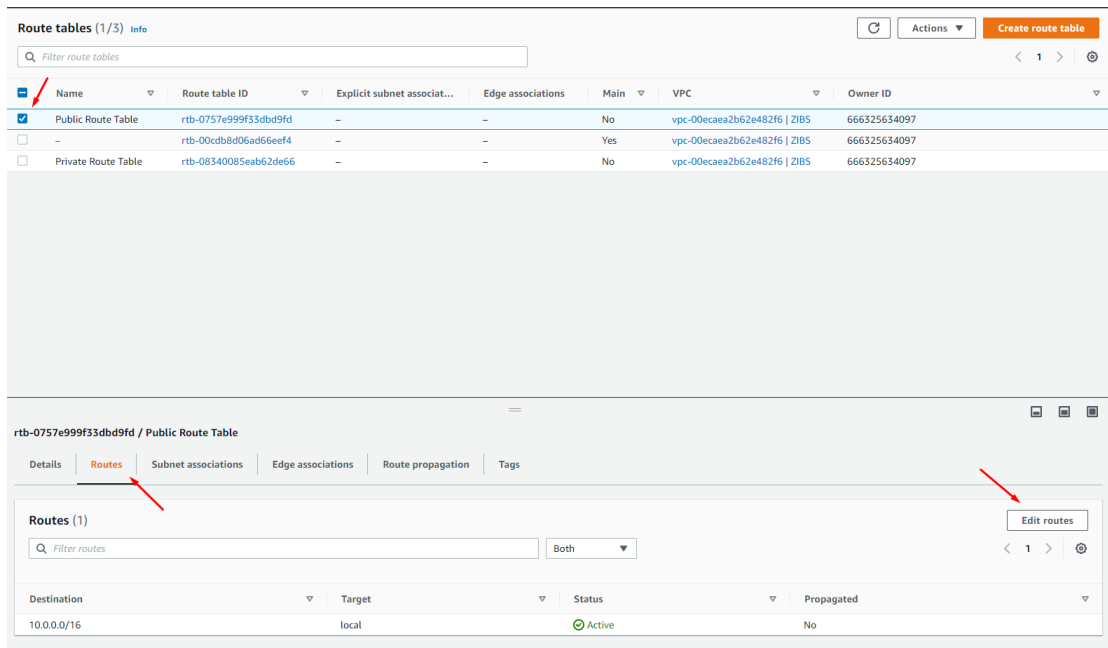 Route tables (1/3) Info
Actions
Create route table
Filter route tables
1
Name Route table ID Explicit subnet associat... Edge associations Main VPC Owner ID
Public Route Table rtb-0757e999f33dbd9fd – – No vpc-00ecaea2b62e482f6 | ZIBS 666325634097
– rtb-00cdb8d06ad66eef4 – – Yes vpc-00ecaea2b62e482f6 | ZIBS 666325634097
Private Route Table rtb-08340085eab62de66 – – No vpc-00ecaea2b62e482f6 | ZIBS 666325634097
rtb-0757e999f33dbd9fd / Public Route Table
Details Routes Subnet associations Edge associations Route propagation Tags
Routes (1)
Edit routes
Filter routes
Both
1
Destination Target Status Propagated
10.0.0.0/16 local Active No